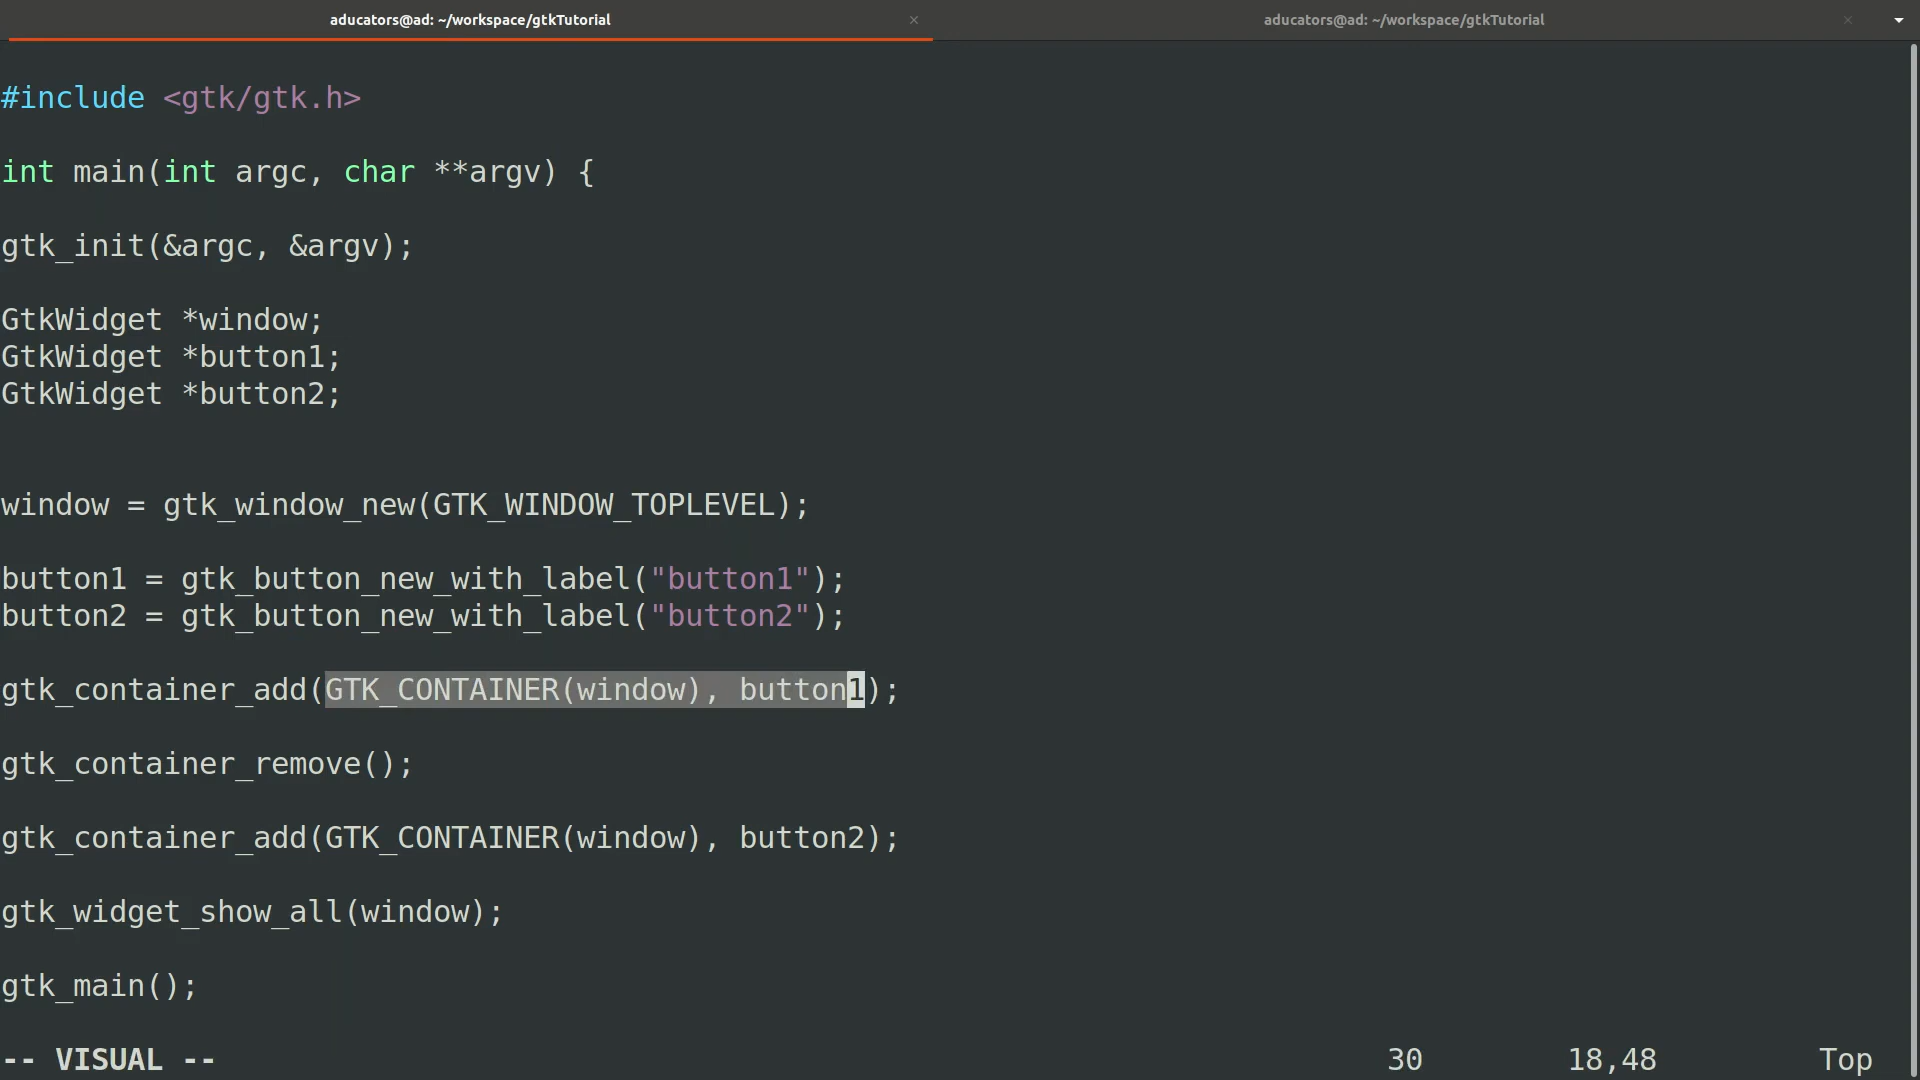 aducators@ad: ~/workspace/gtkTutorial × aducators@ad: ~/workspace/gtkTutorial ×
#include <gtk/gtk.h>
int main(int argc, char **argv) {
gtk_init(&argc, &argv);
GtkWidget *window;
GtkWidget *button1;
GtkWidget *button2;
window = gtk_window_new(GTK_WINDOW_TOPLEVEL);
button1 = gtk_button_new_with_label("button1");
button2 = gtk_button_new_with_label("button2");
gtk_container_add(GTK_CONTAINER(window), button1);
gtk_container_remove();
gtk_container_add(GTK_CONTAINER(window), button2);
gtk_widget_show_all(window);
gtk_main();
-- VISUAL -- 30 18,48 Top